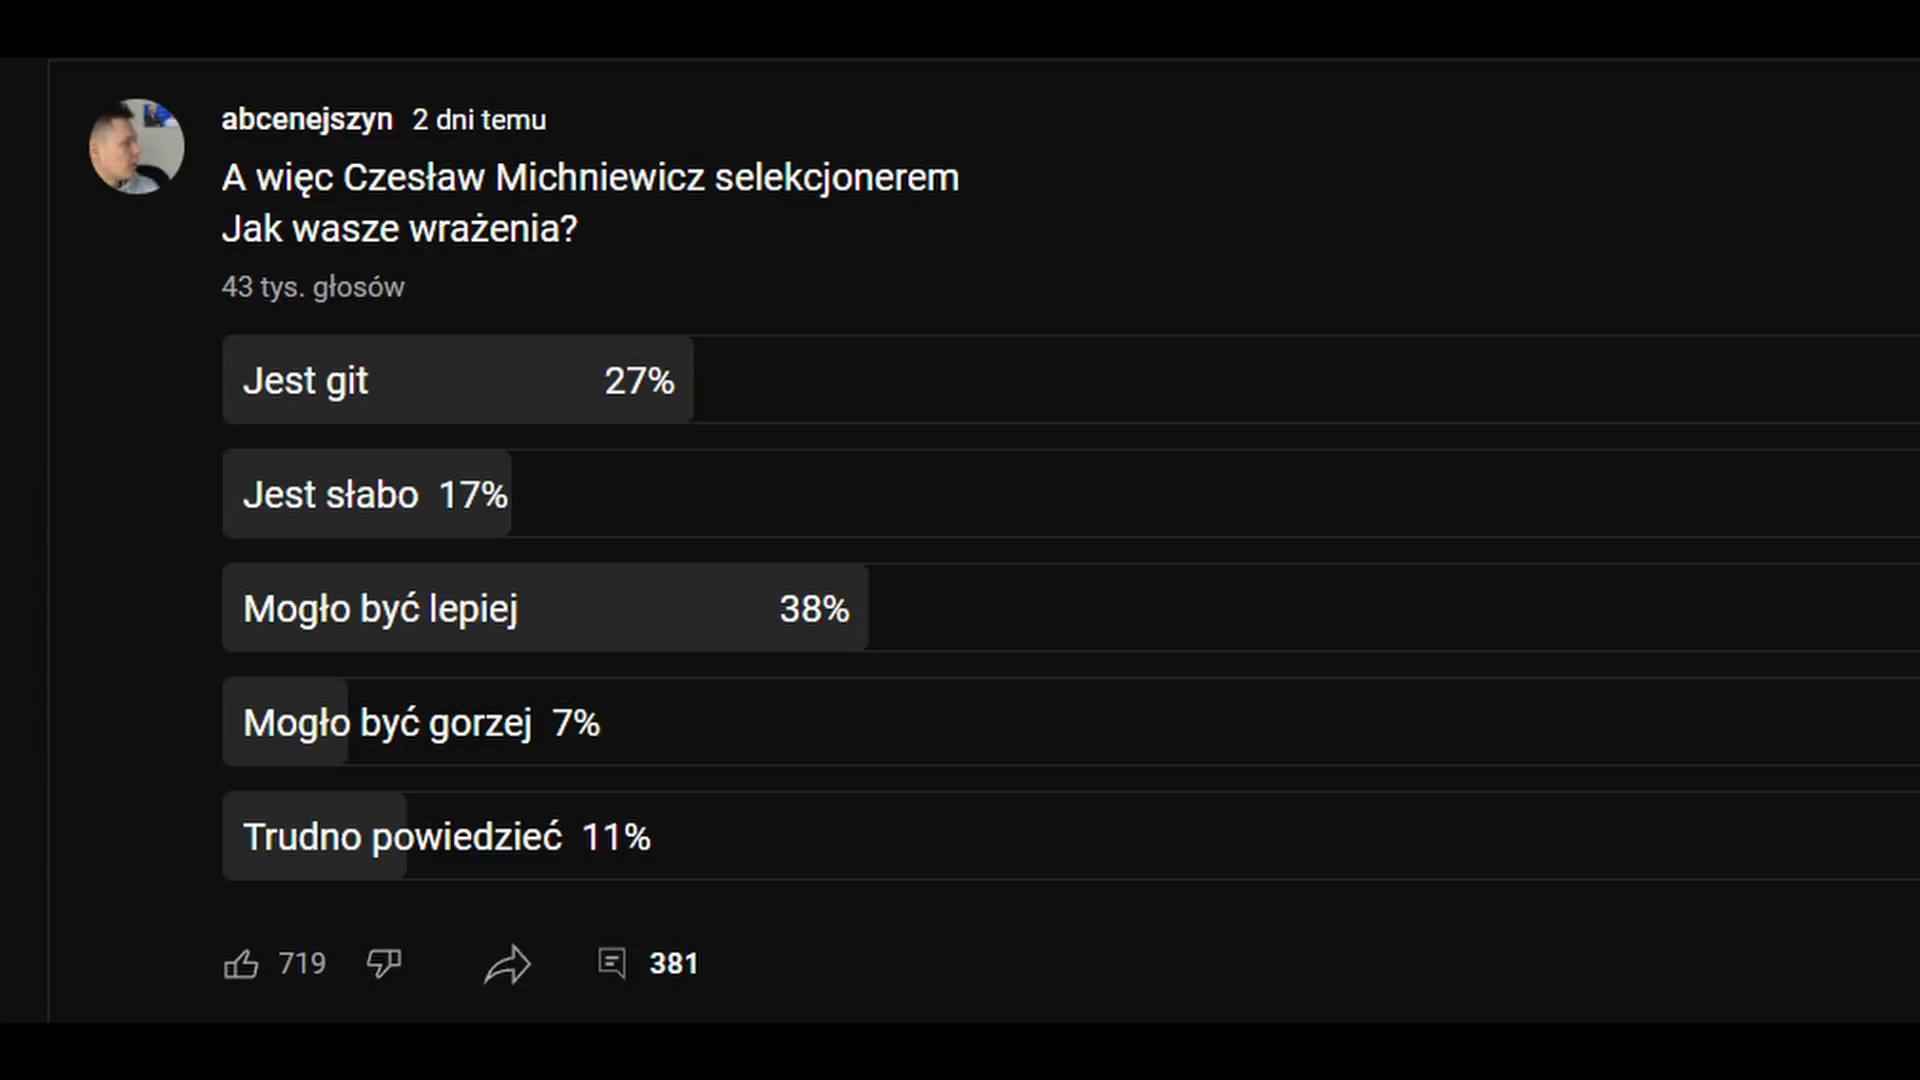 abcenejszyn 2 dni temu
A więc Czesław Michniewicz selekcjonerem
Jak wasze wrażenia?
43 tys. głosów
Jest git 27%
Jest słabo 17%
Mogło być lepiej 38%
Mogło być gorzej 7%
Trudno powiedzieć 11%
719 381